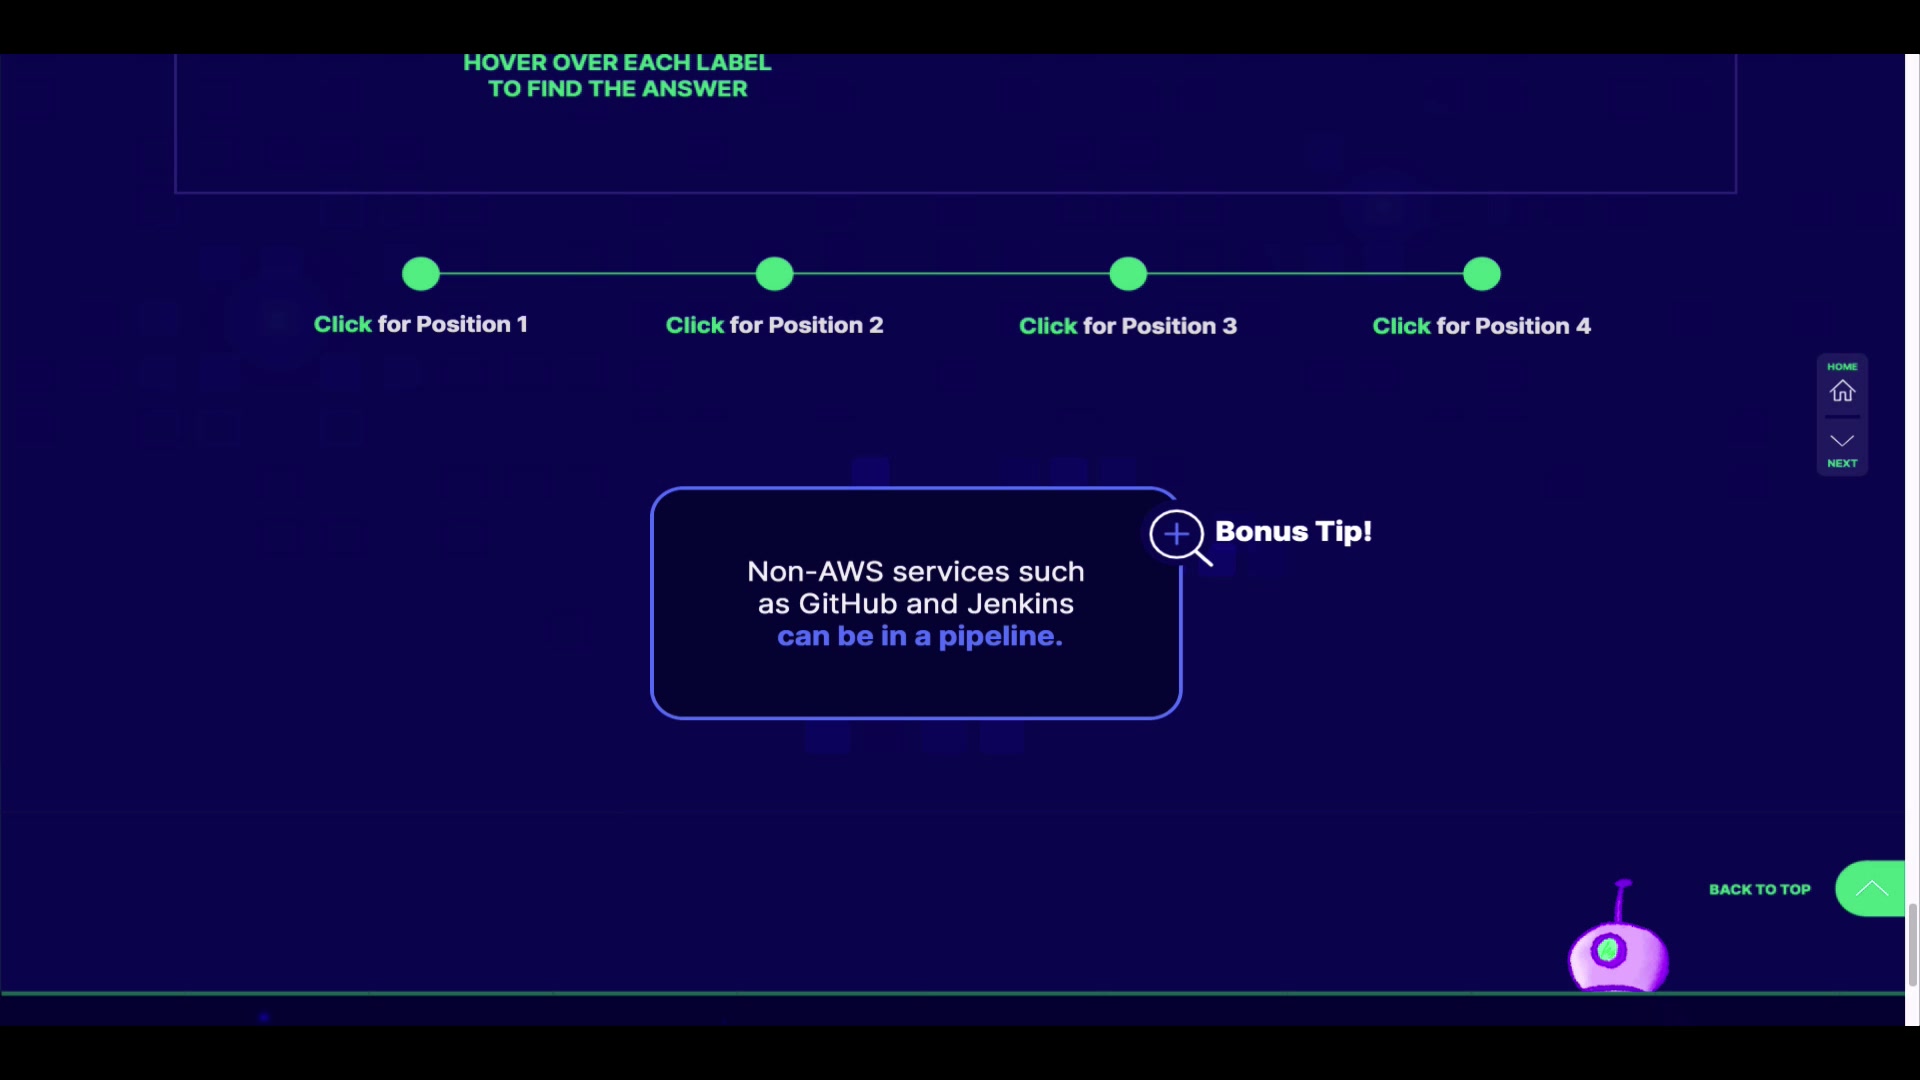 HOVER OVER EACH LABEL
TO FIND THE ANSWER
Click for Position 1
Click for Position 2
Click for Position 3
Click for Position 4
HOME
NEXT
Bonus Tip!
Non-AWS services such
as GitHub and Jenkins
can be in a pipeline.
BACK TO TOP